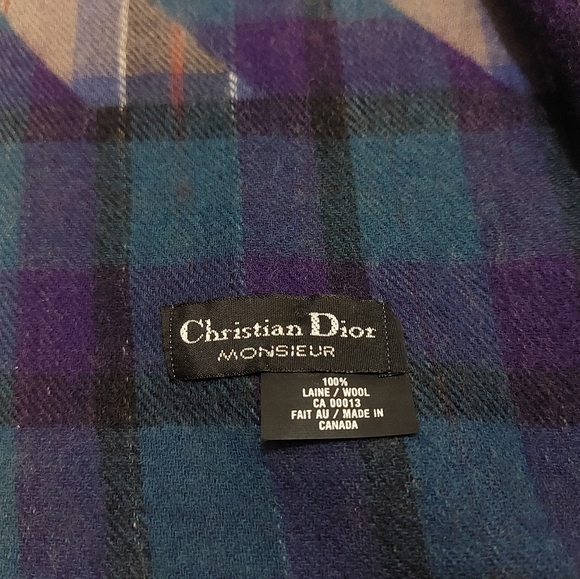 Christian Dior
MONSIEUR
100%
LAINE / WOOL
CA 00013
FAIT AU / MADE IN
CANADA